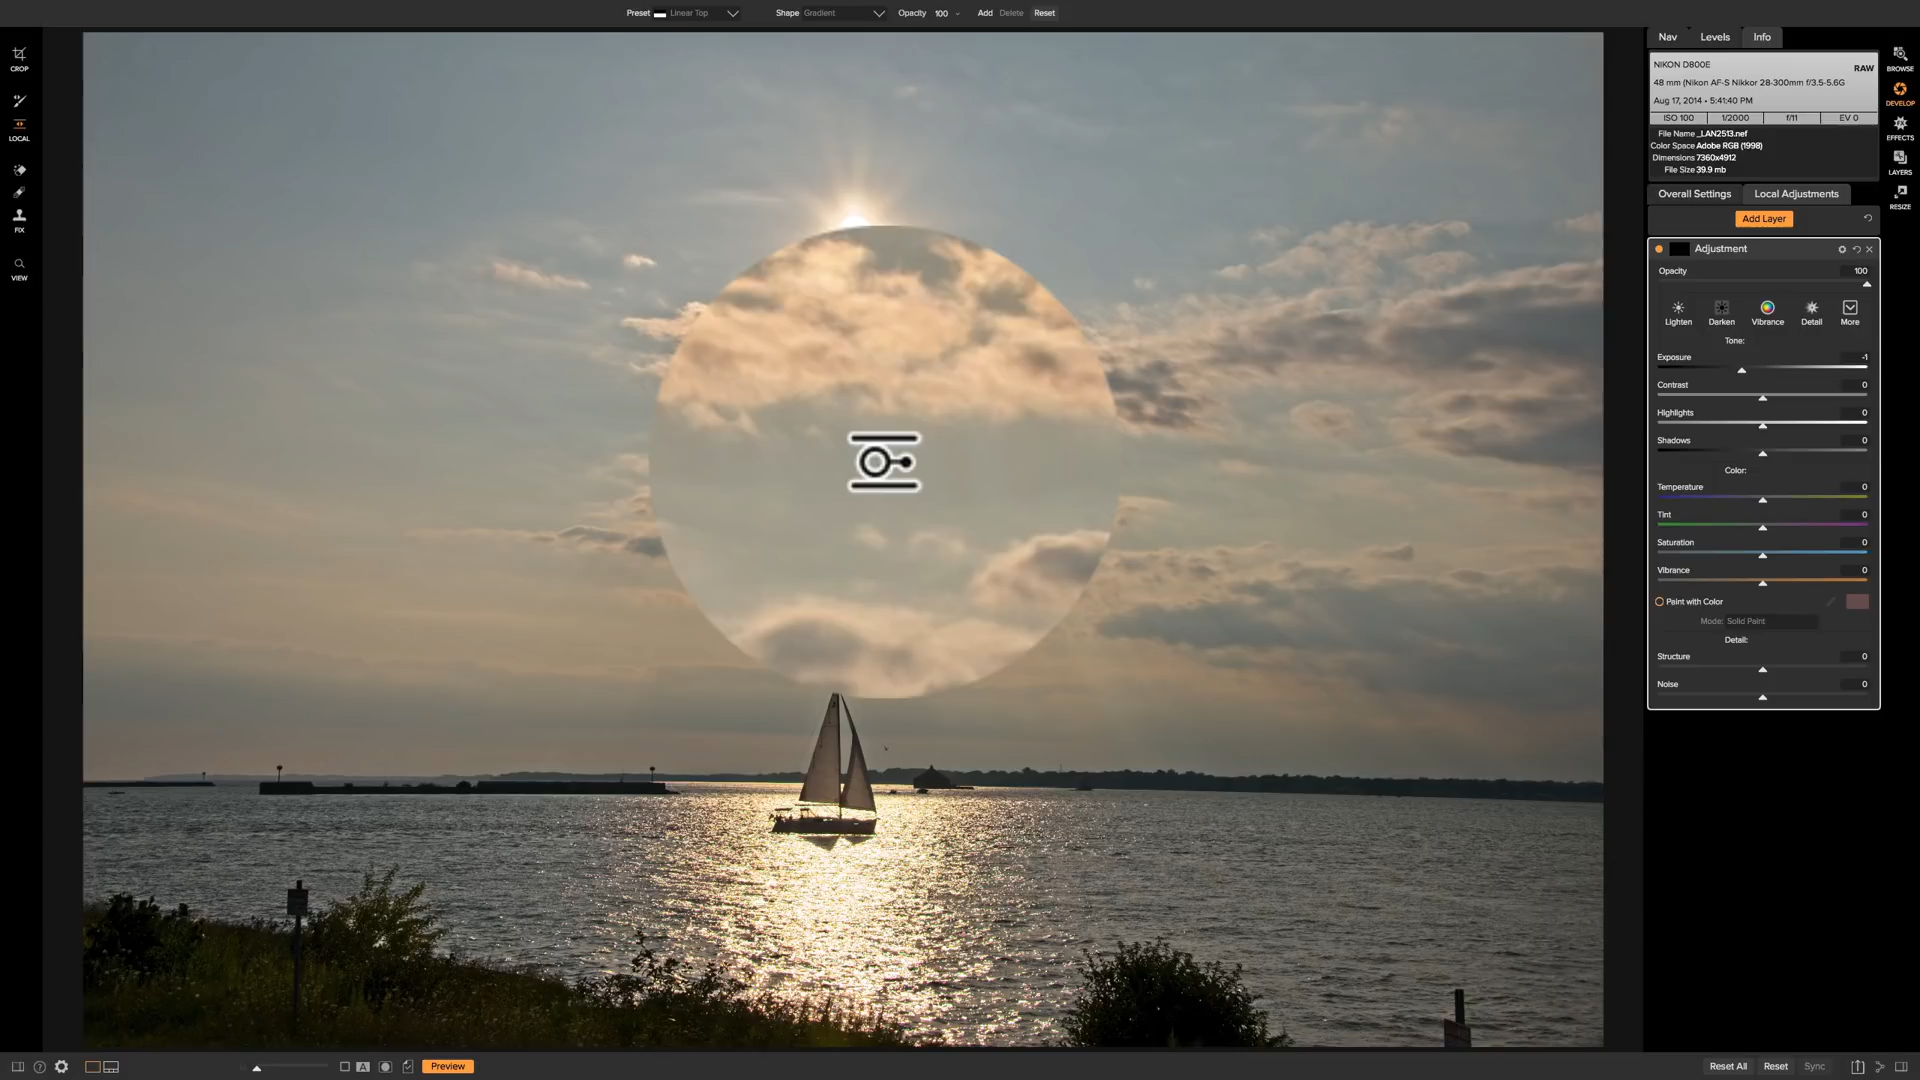 Preset Linear Top Shape Gradient Opacity 100 Add Delete Reset
CROP
LOCAL
FIX
VIEW
Nav Levels Info
NIKON D800E RAW
48 mm (Nikon AF-S Nikkor 28-300mm f/3.5-5.6G
Aug 17, 2014 • 5:41:40 PM
ISO 100 1/2000 f/11 EV 0
File Name _LAN2513.nef
Color Space Adobe RGB (1998)
Dimensions 7360x4912
File Size 39.9 mb
Overall Settings Local Adjustments
Add Layer
Adjustment
Opacity 100
Lighten Darken Vibrance Detail More
Tone:
Exposure -1
Contrast 0
Highlights 0
Shadows 0
Color:
Temperature 0
Tint 0
Saturation 0
Vibrance 0
Paint with Color
Mode: Solid Paint
Detail:
Structure 0
Noise 0
BROWSE
DEVELOP
EFFECTS
LAYERS
RESIZE
A Preview
Reset All Reset Sync